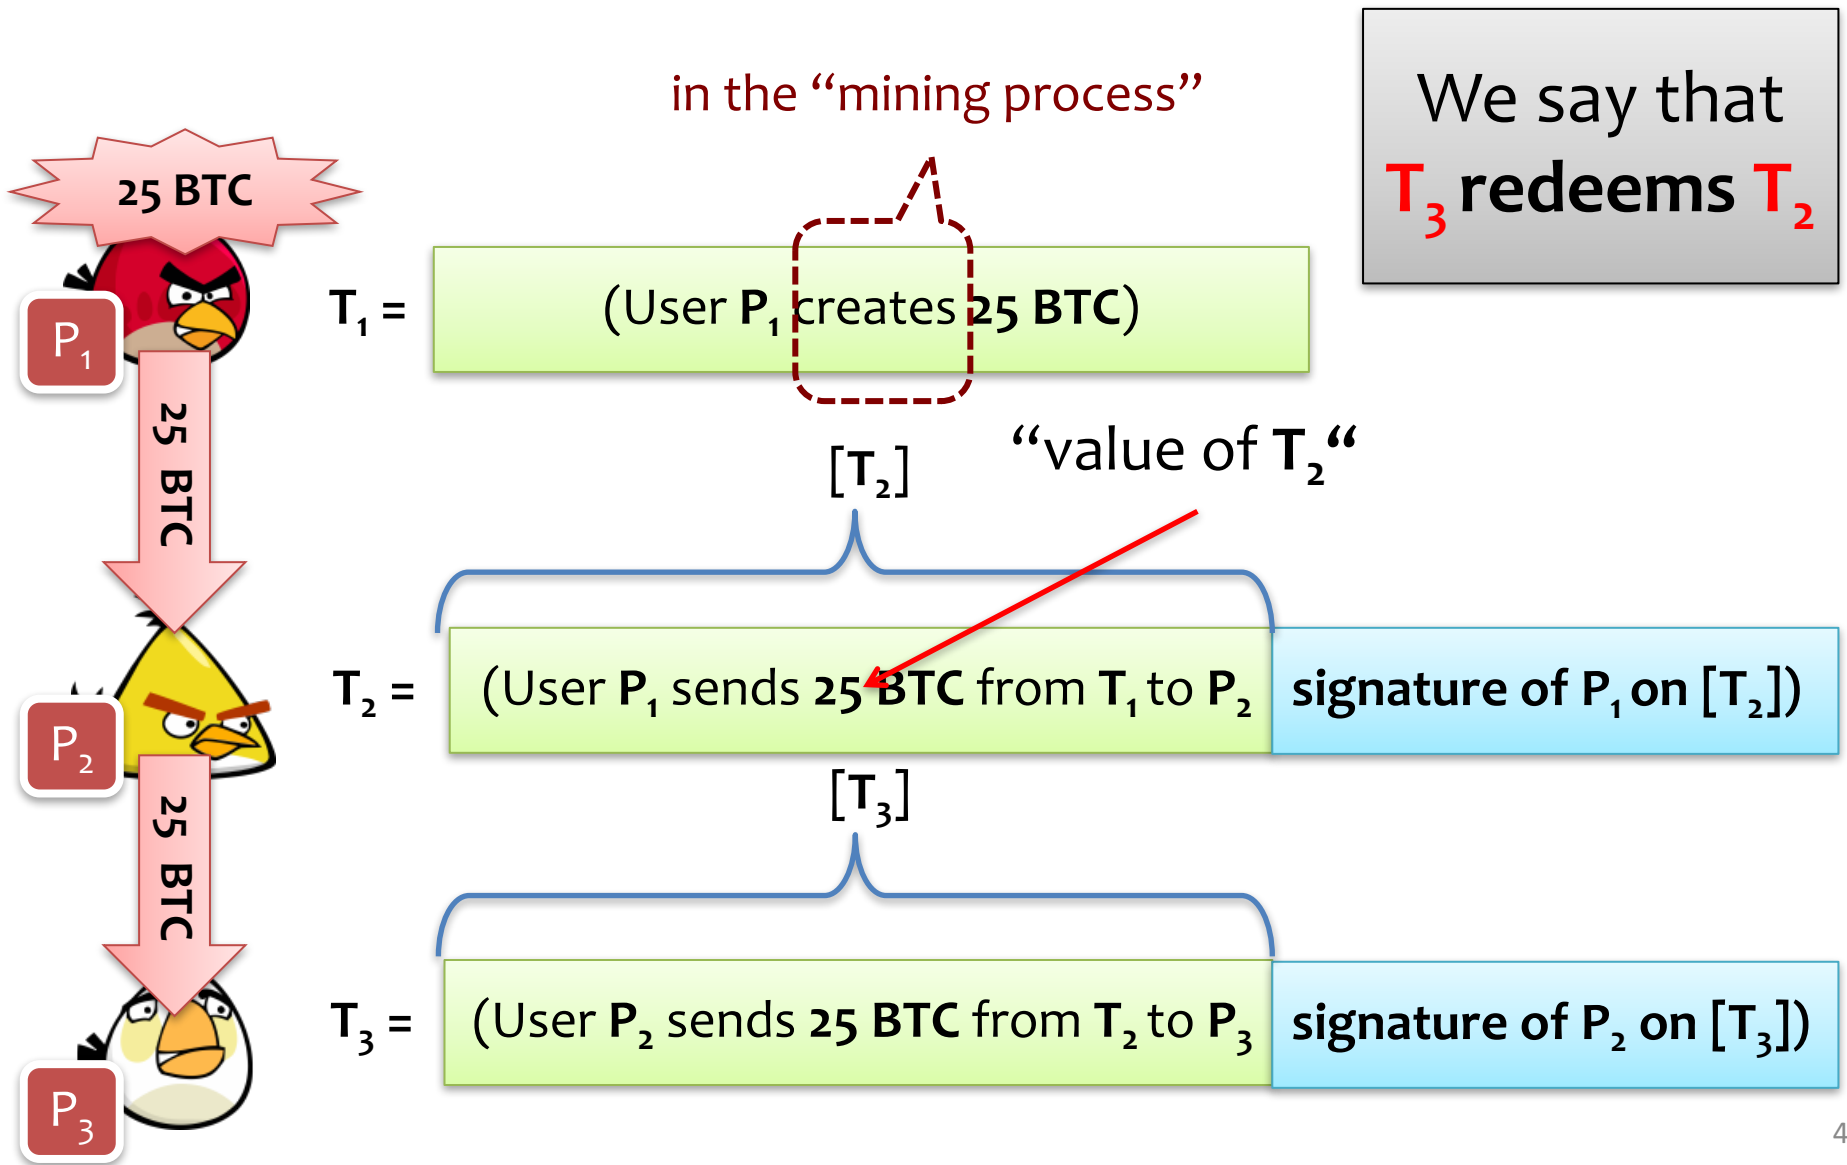 in the “mining process”
We say that
T₃ redeems T₂
25 BTC
P₁
T₁ =
(User P₁ creates 25 BTC)
25 BTC
[T₂]
“value of T₂“
P₂
T₂ =
(User P₁ sends 25 BTC from T₁ to P₂
signature of P₁ on [T₂])
25 BTC
[T₃]
P₃
T₃ =
(User P₂ sends 25 BTC from T₂ to P₃
signature of P₂ on [T₃])
4